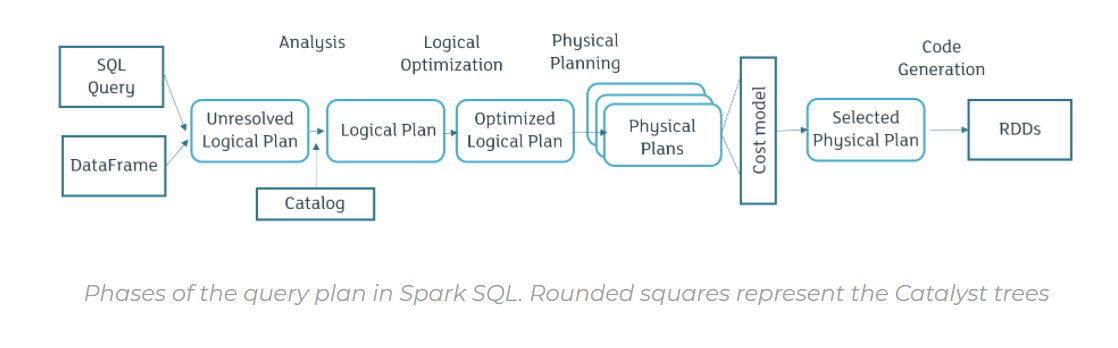 Analysis
Logical
Optimization
Physical
Planning
Code
Generation
SQL
Query
DataFrame
Unresolved
Logical Plan
Logical Plan
Catalog
Optimized
Logical Plan
Physical
Plans
Cost model
Selected
Physical Plan
RDDs
Phases of the query plan in Spark SQL. Rounded squares represent the Catalyst trees